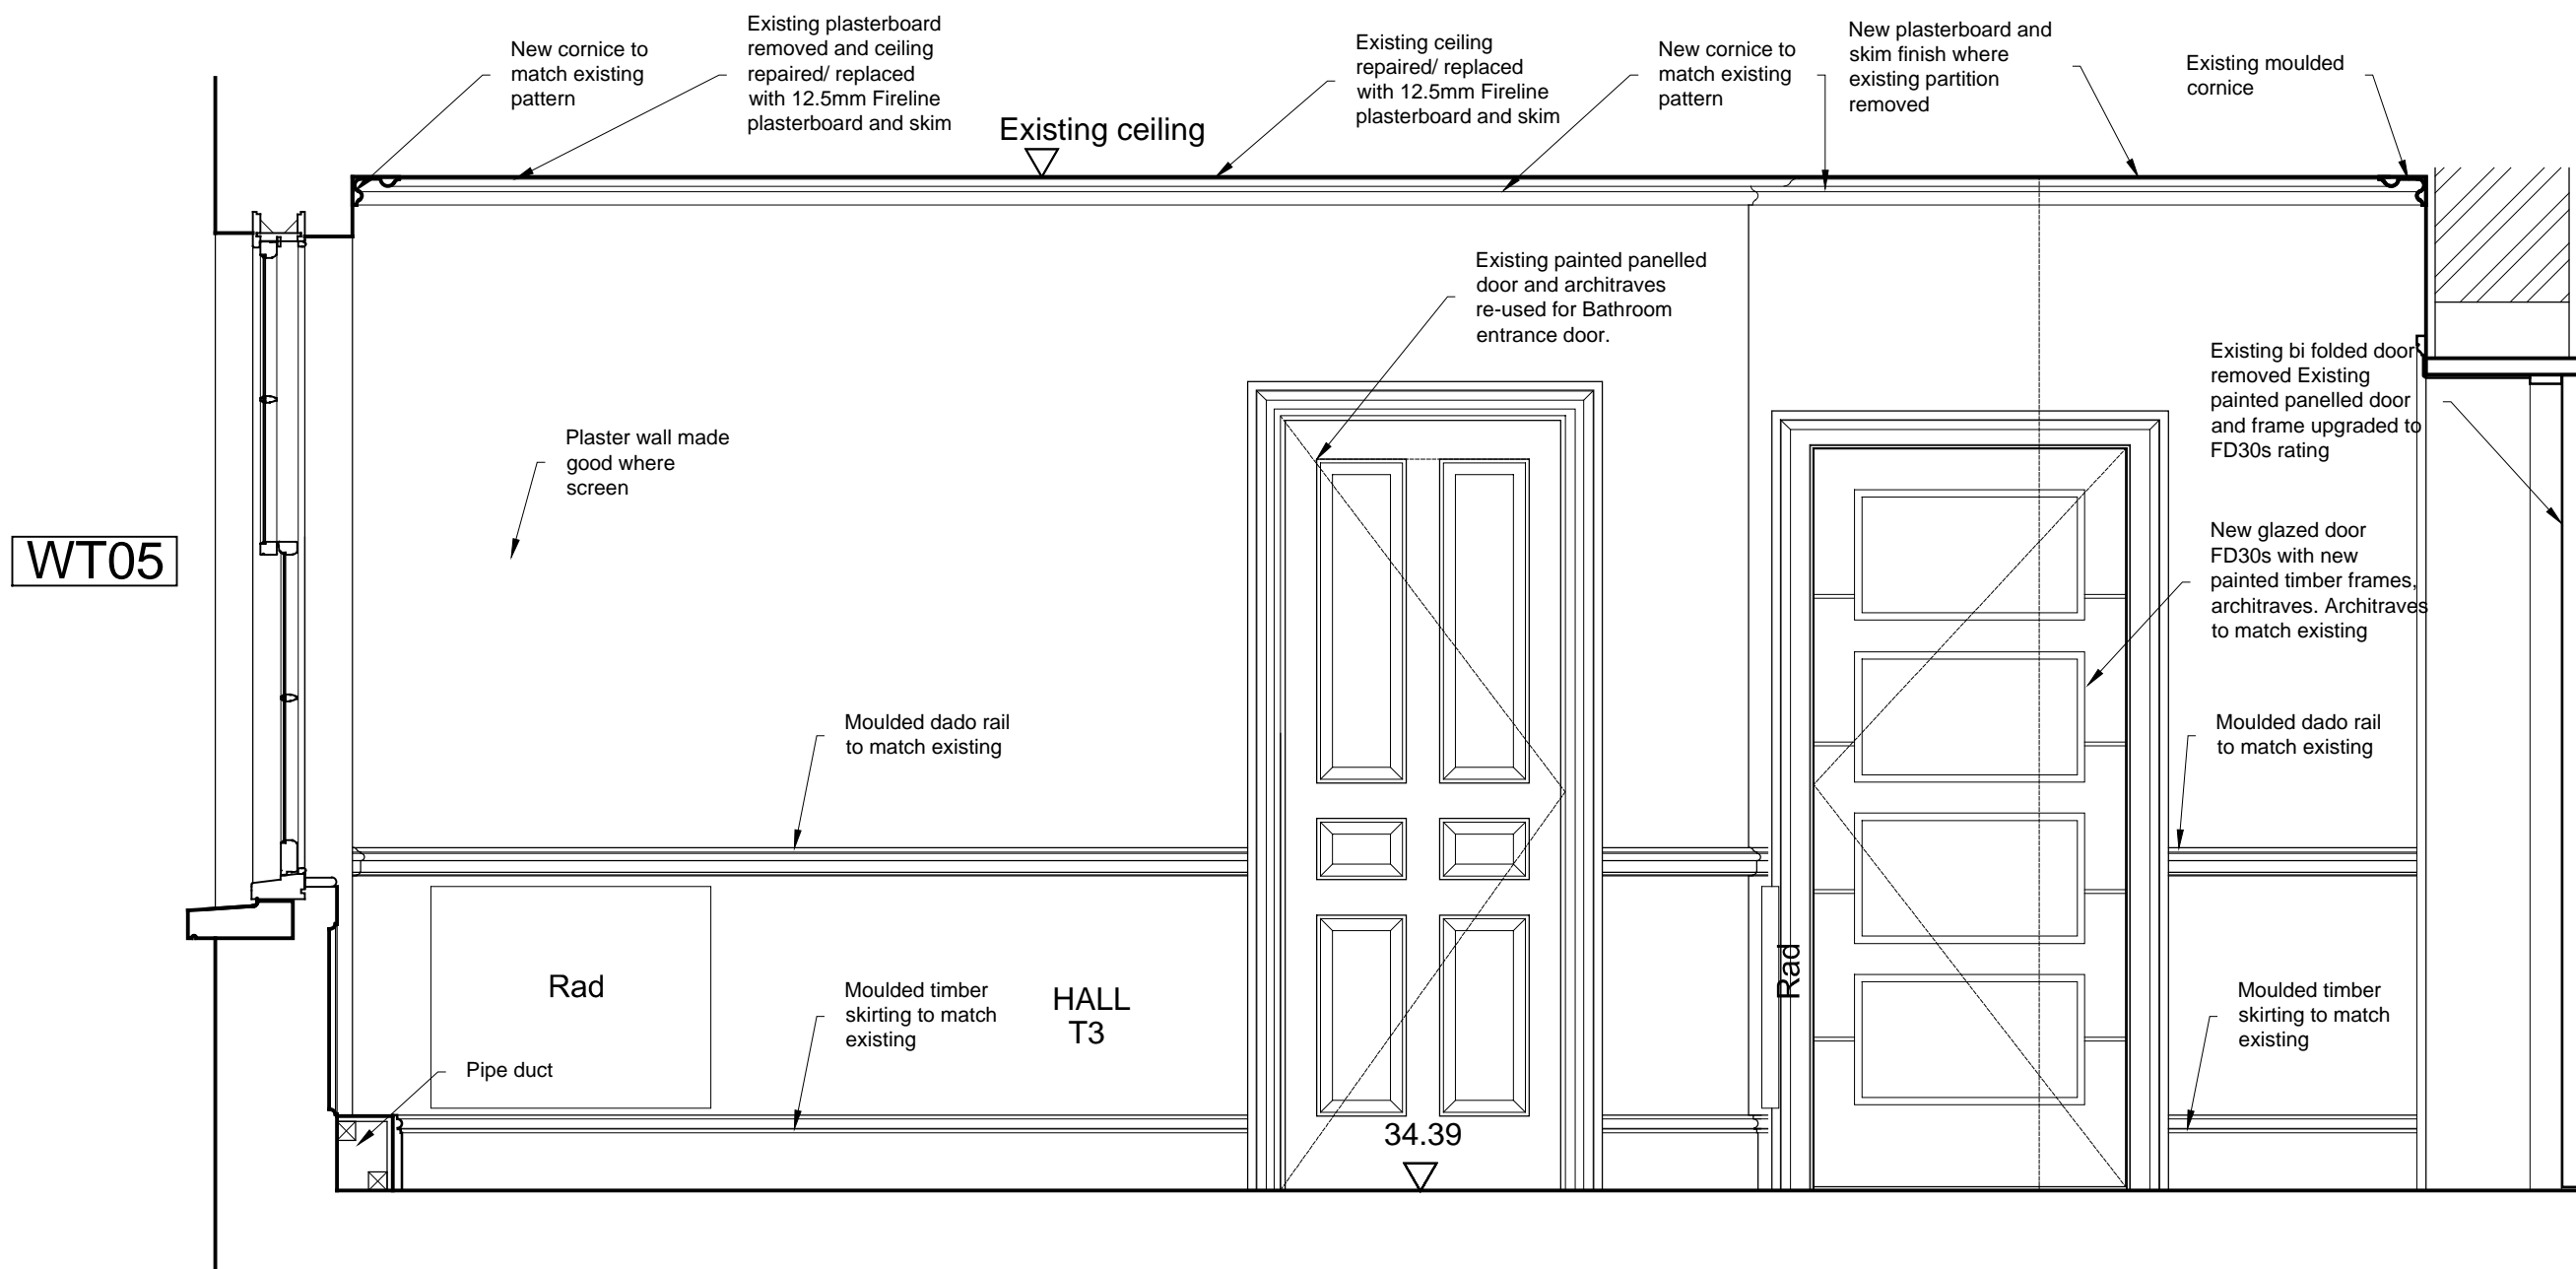 New cornice to
match existing
pattern
Existing plasterboard
removed and ceiling
repaired/ replaced
with 12.5mm Fireline
plasterboard and skim
Existing ceiling
Existing ceiling
repaired/ replaced
with 12.5mm Fireline
plasterboard and skim
New cornice to
match existing
pattern
New plasterboard and
skim finish where
existing partition
removed
Existing moulded
cornice
Existing painted panelled
door and architraves
re-used for Bathroom
entrance door.
Existing bi folded door
removed Existing
painted panelled door
and frame upgraded to
FD30s rating
Plaster wall made
good where
screen
WT05
New glazed door
FD30s with new
painted timber frames,
architraves. Architraves
to match existing
Moulded dado rail
to match existing
Moulded dado rail
to match existing
Rad
Moulded timber
skirting to match
existing
HALL
T3
Rad
Moulded timber
skirting to match
existing
Pipe duct
34.39